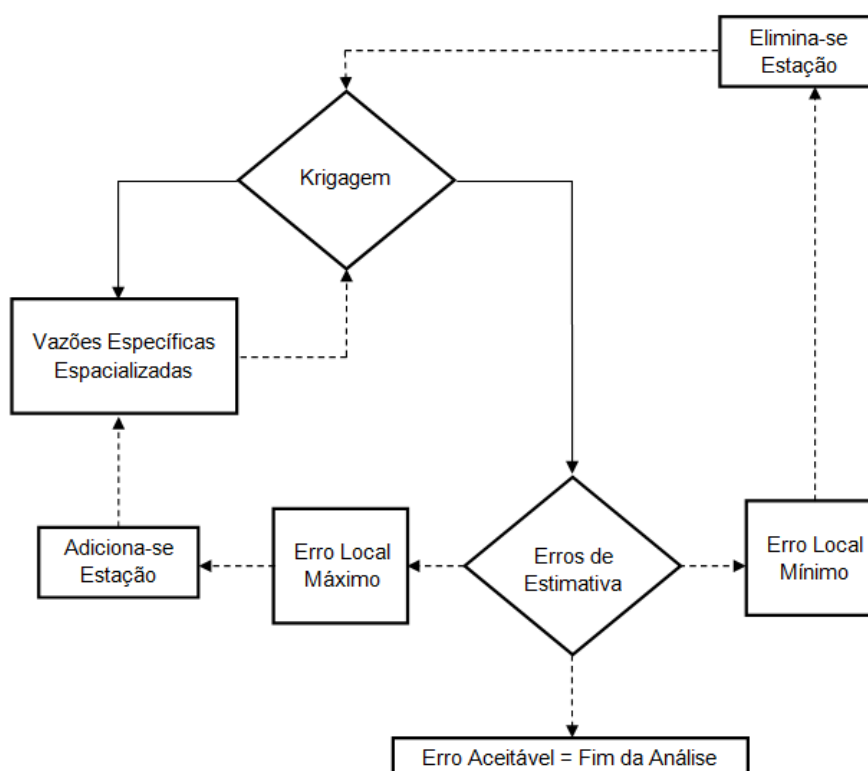 Elimina-se
Estação
Krigagem
Vazões Específicas
Espacializadas
Adiciona-se
Estação
Erro Local
Máximo
Erros de
Estimativa
Erro Local
Mínimo
Erro Aceitável = Fim da Análise